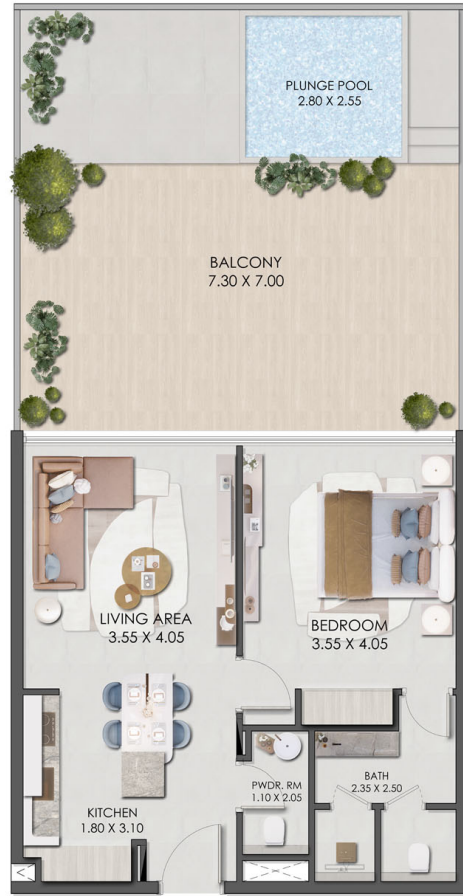 PLUNGE POOL
2.80 X 2.55
BALCONY
7.30 X 7.00
LIVING AREA
3.55 X 4.05
BEDROOM
3.55 X 4.05
PWDR. RM
1.10 X 2.05
BATH
2.35 X 2.50
KITCHEN
1.80 X 3.10